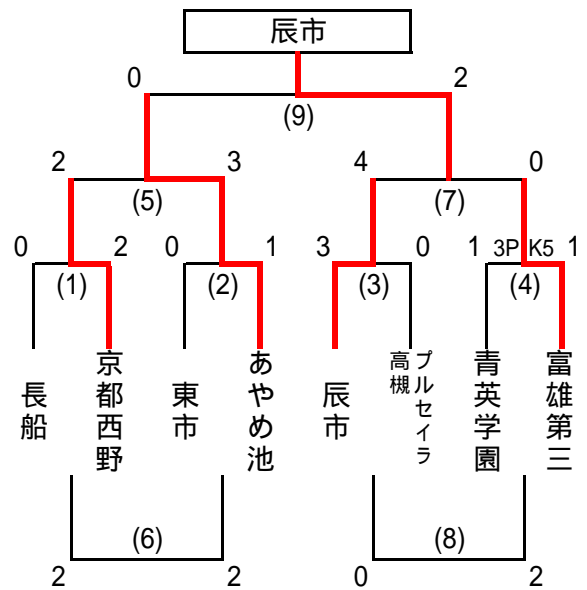 辰市
0 2
(9)
2 3 4 0
(5) (7)
0 2 0 1 3 0 1 3PK5 1
(1) (2) (3) (4)
長船
京都西野
東市
あやめ池
辰市
プルセイラ
高槻
青英学園
富雄第三
(6) (8)
2 2 0 2